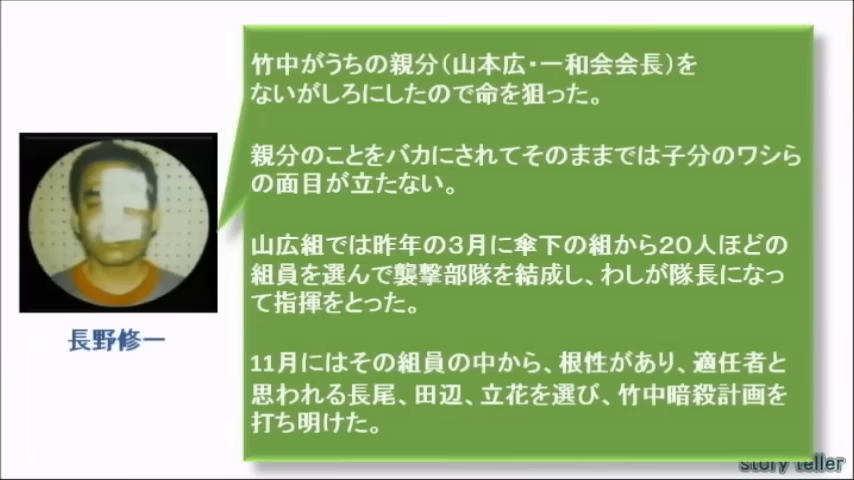 竹中がうちの親分（山本広・一和会会長）を
ないがしろにしたので命を狙った。
親分のことをバカにされてそのままでは子分のワシら
の面目が立たない。
山広組では昨年の３月に傘下の組から２０人ほどの
組員を選んで襲撃部隊を結成し、わしが隊長になっ
て指揮をとった。
11月にはその組員の中から、根性があり、適任者と
思われる長尾、田辺、立花を選び、竹中暗殺計画を
打ち明けた。
長野修一
story teller